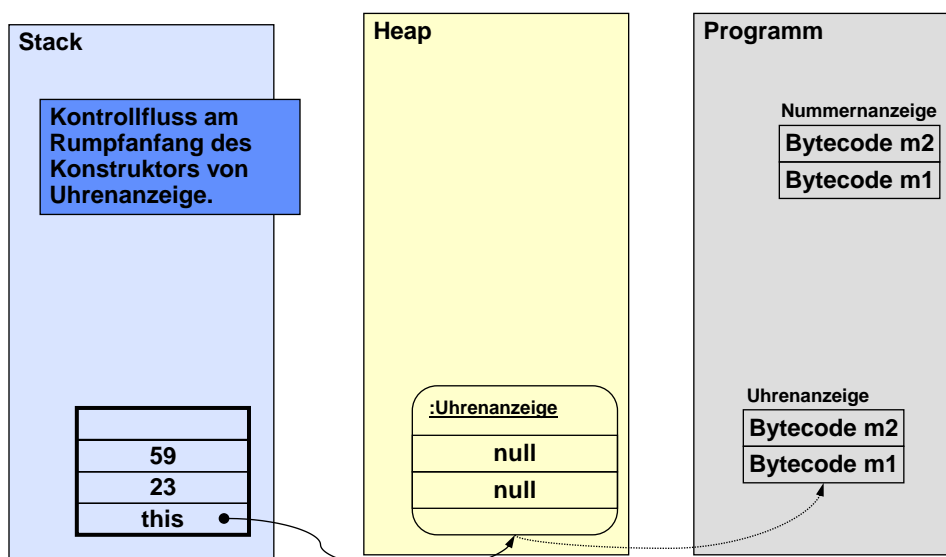 Stack
Kontrollfluss am
Rumpfanfang des
Konstruktors von
Uhrenanzeige.
59
23
this
Heap
:Uhrenanzeige
null
null
Programm
Nummernanzeige
Bytecode m2
Bytecode m1
Uhrenanzeige
Bytecode m2
Bytecode m1